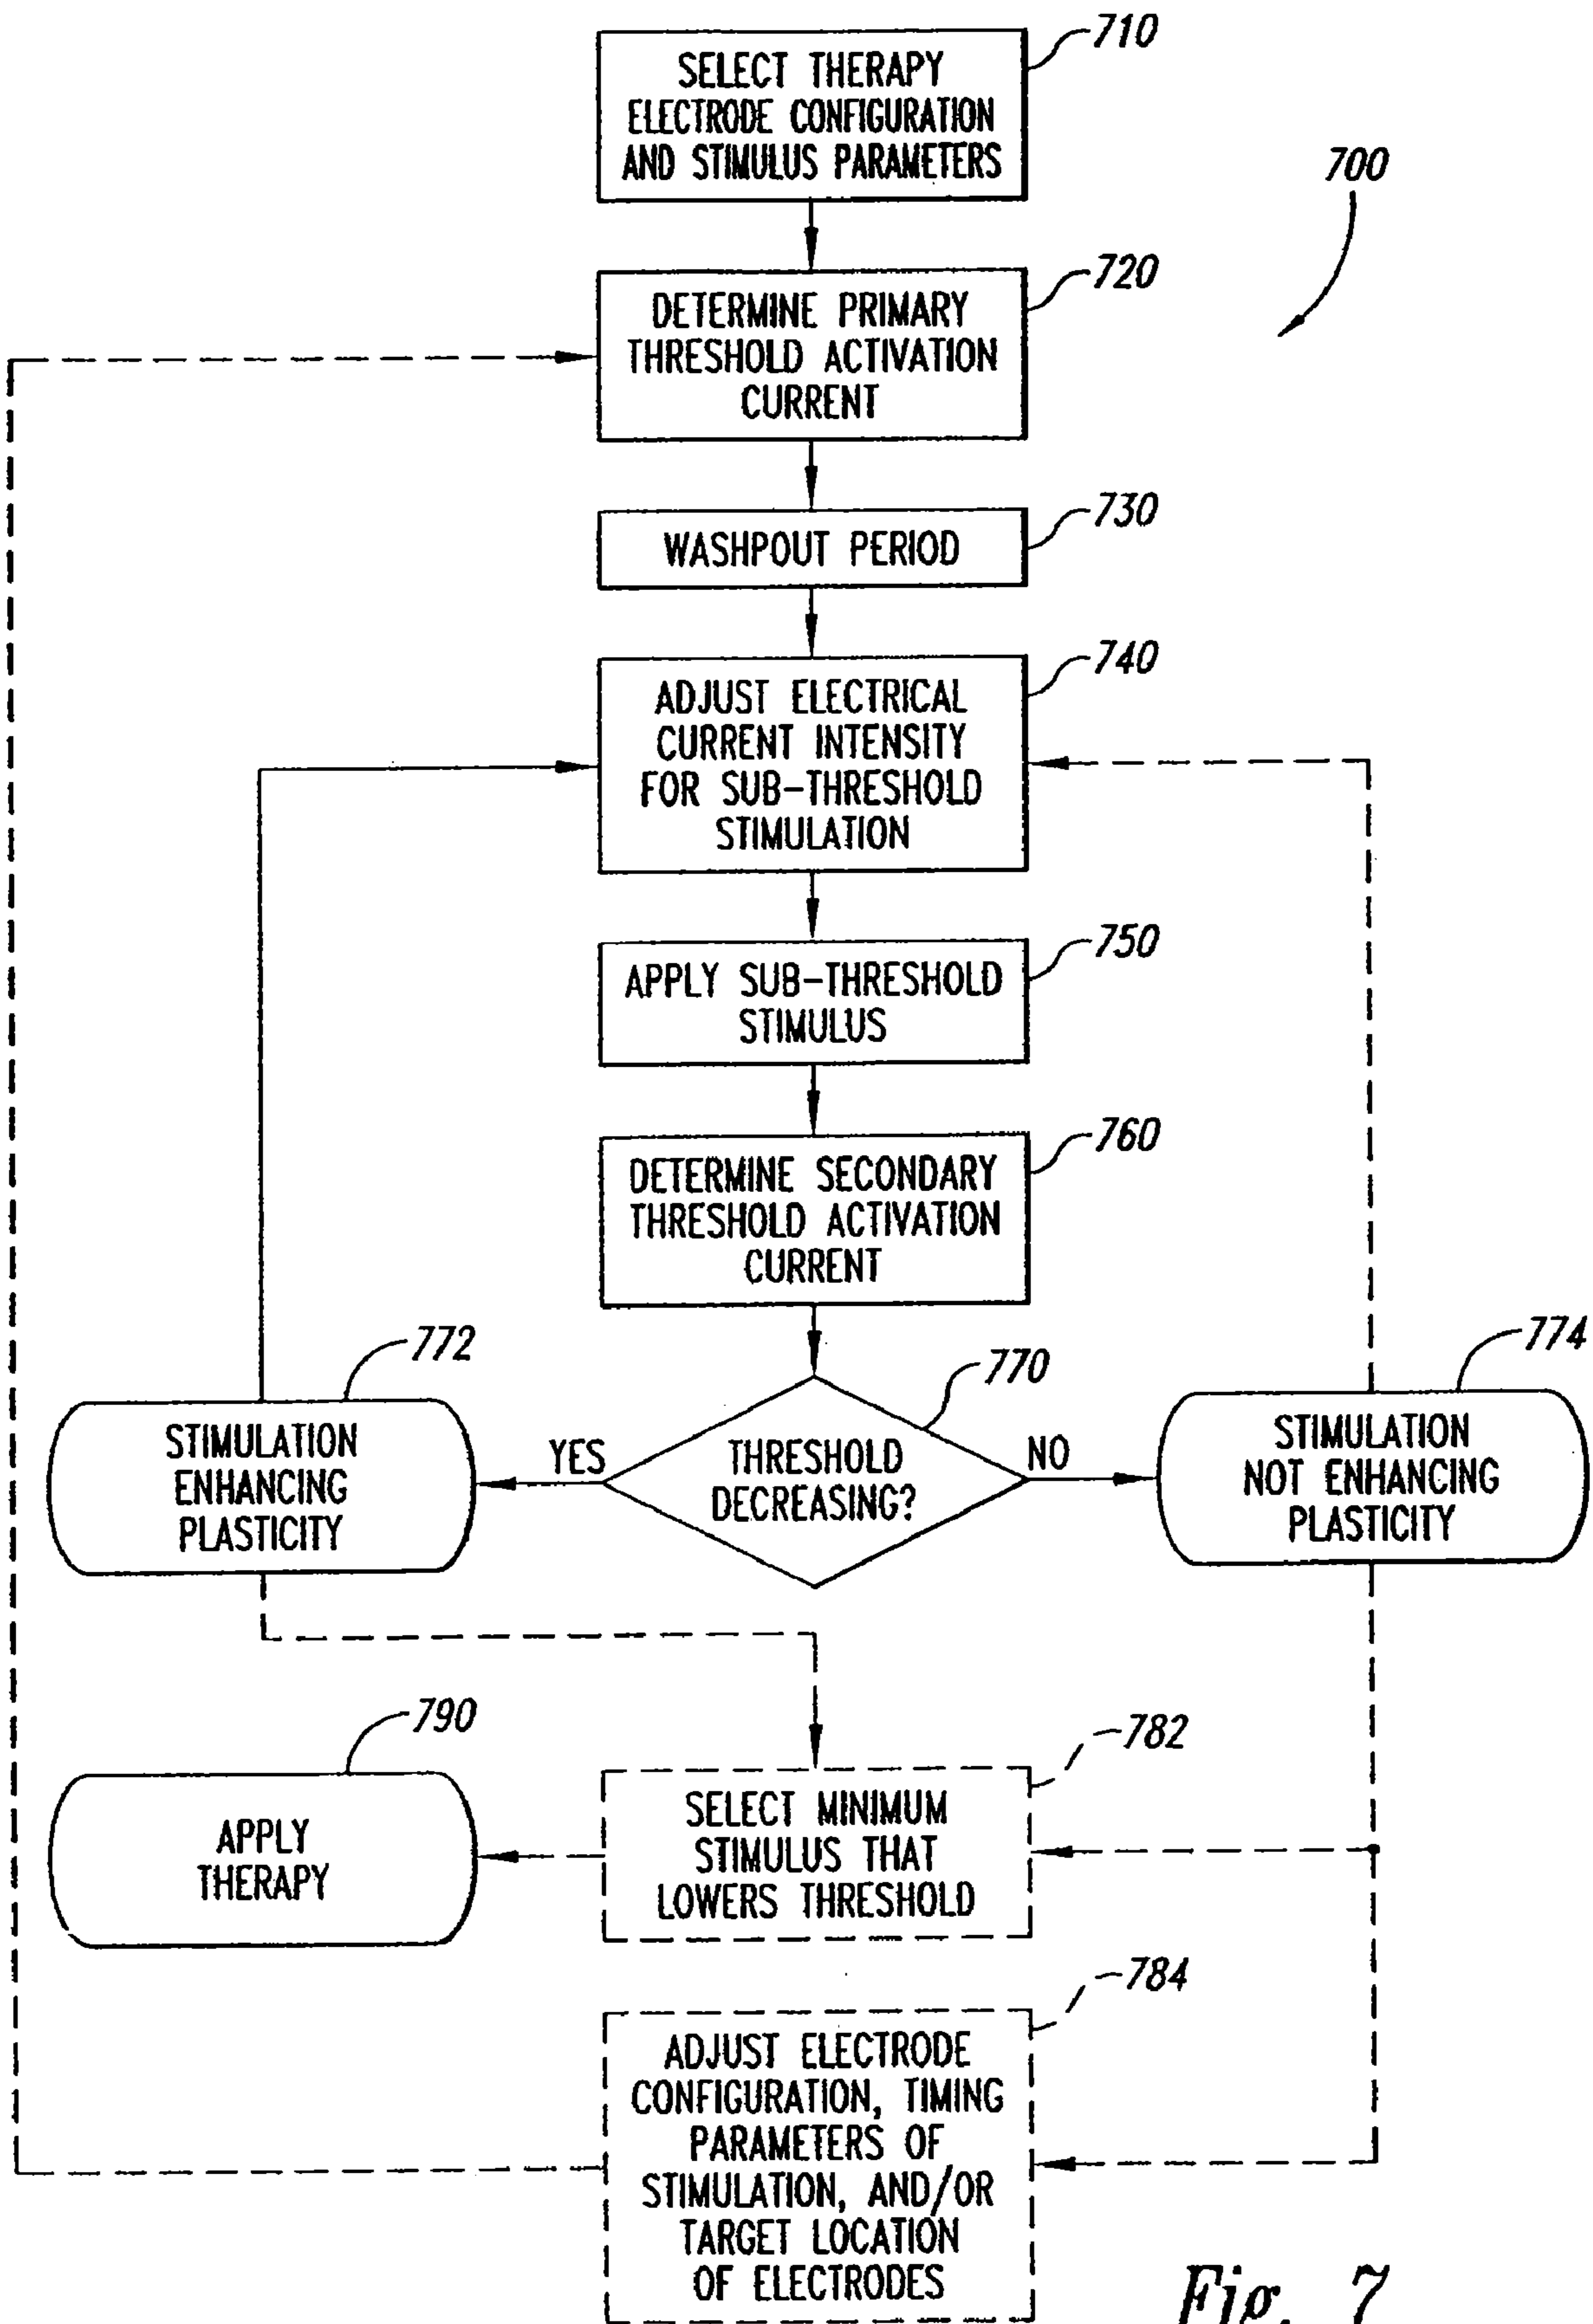 710
SELECT THERAPY
ELECTRODE CONFIGURATION
AND STIMULUS PARAMETERS
700
720
DETERMINE PRIMARY
THRESHOLD ACTIVATION
CURRENT
730
WASHPOUT PERIOD
740
ADJUST ELECTRICAL
CURRENT INTENSITY
FOR SUB-THRESHOLD
STIMULATION
750
APPLY SUB-THRESHOLD
STIMULUS
760
DETERMINE SECONDARY
THRESHOLD ACTIVATION
CURRENT
772
STIMULATION
ENHANCING
PLASTICITY
YES
770
THRESHOLD
DECREASING?
NO
774
STIMULATION
NOT ENHANCING
PLASTICITY
790
APPLY
THERAPY
782
SELECT MINIMUM
STIMULUS THAT
LOWERS THRESHOLD
784
ADJUST ELECTRODE
CONFIGURATION, TIMING
PARAMETERS OF
STIMULATION, AND/OR
TARGET LOCATION
OF ELECTRODES
Fig. 7